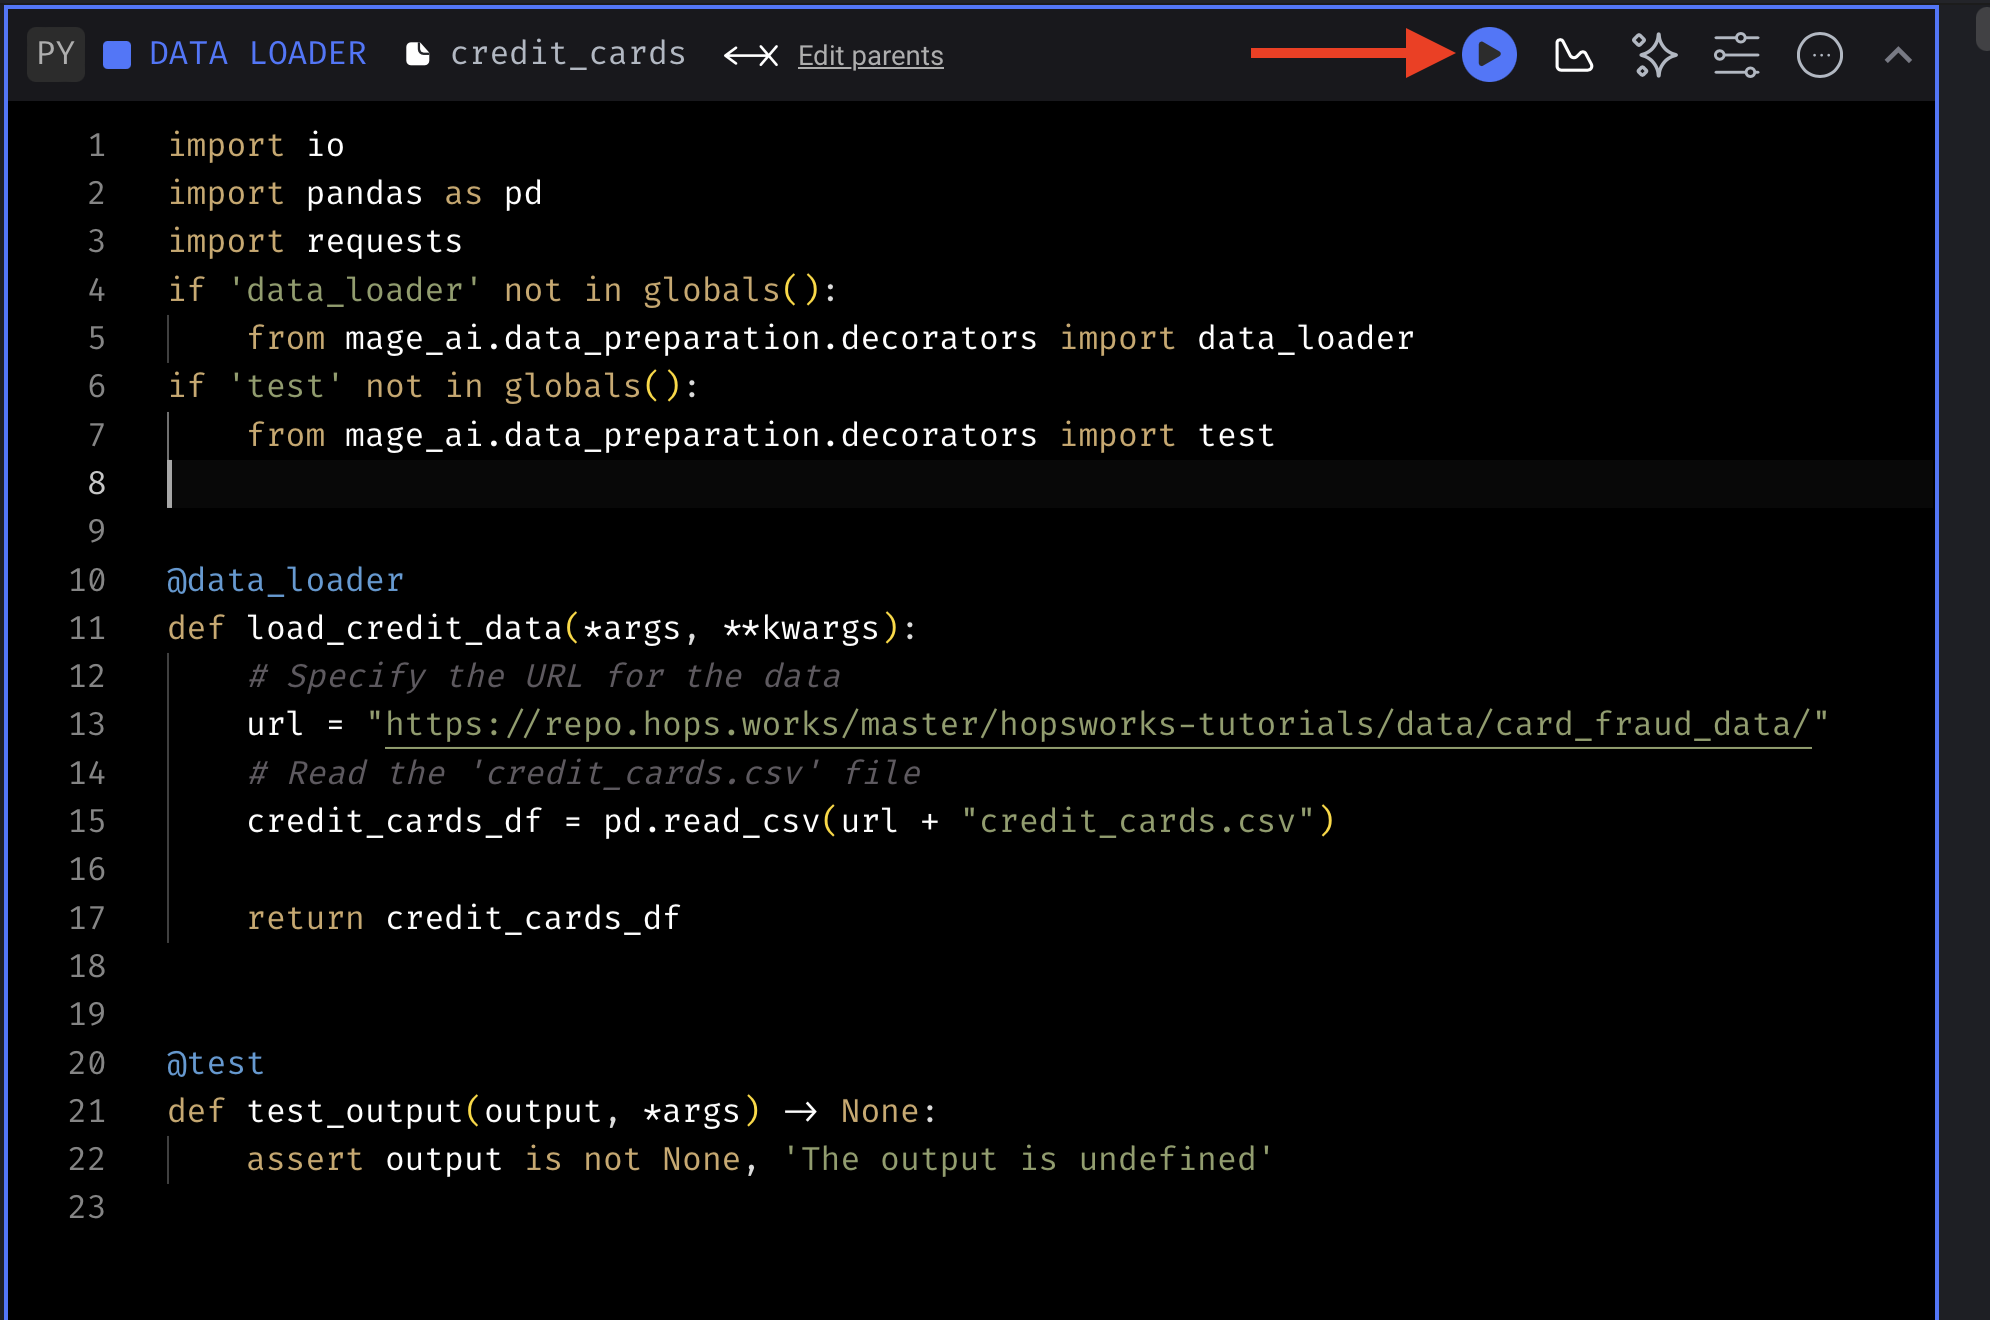 PY DATA LOADER credit_cards Edit parents
1 import io
2 import pandas as pd
3 import requests
4 if 'data_loader' not in globals():
5     from mage_ai.data_preparation.decorators import data_loader
6 if 'test' not in globals():
7     from mage_ai.data_preparation.decorators import test
8
9
10 @data_loader
11 def load_credit_data(*args, **kwargs):
12     # Specify the URL for the data
13     url = "https://repo.hops.works/master/hopsworks-tutorials/data/card_fraud_data/"
14     # Read the 'credit_cards.csv' file
15     credit_cards_df = pd.read_csv(url + "credit_cards.csv")
16
17     return credit_cards_df
18
19
20 @test
21 def test_output(output, *args) -> None:
22     assert output is not None, 'The output is undefined'
23